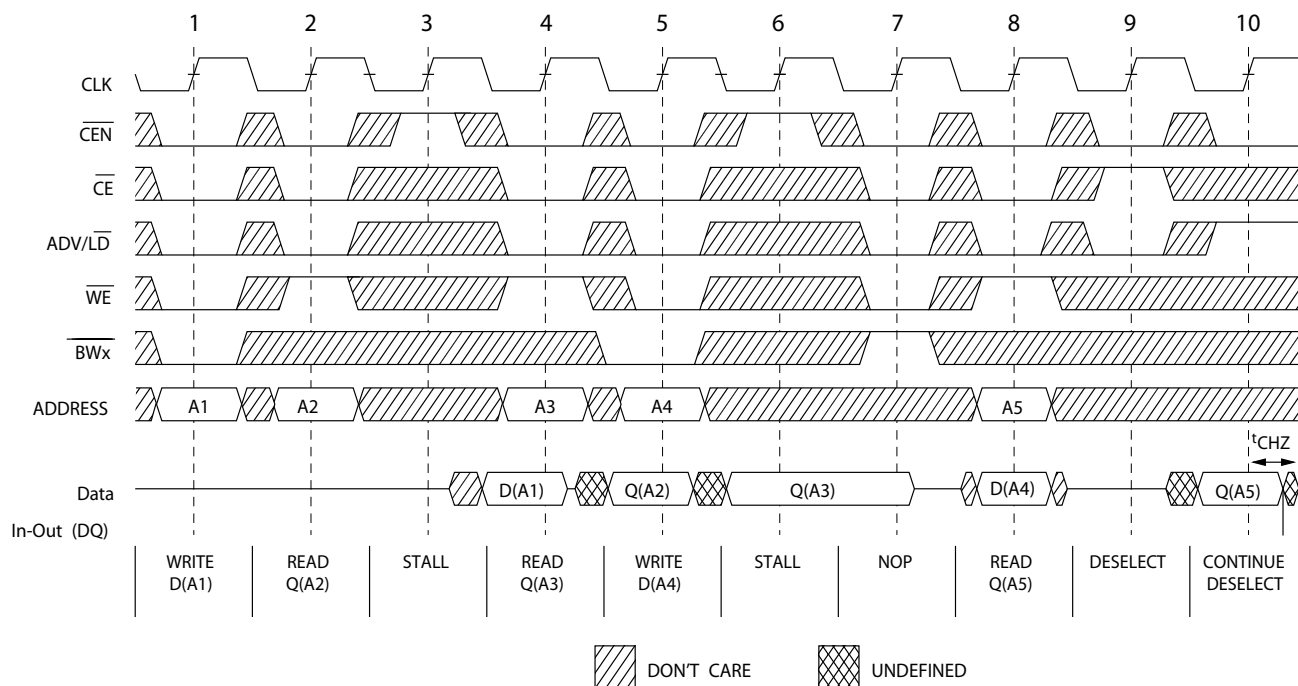 1 2 3 4 5 6 7 8 9 10
CLK
CEN
CE
ADV/LD
WE
BWx
ADDRESS A1 A2 A3 A4 A5
tCHZ
Data D(A1) Q(A2) Q(A3) D(A4) Q(A5)
In-Out (DQ)
WRITE READ STALL READ WRITE STALL NOP READ DESELECT CONTINUE
D(A1) Q(A2) Q(A3) D(A4) Q(A5) DESELECT
DON'T CARE UNDEFINED